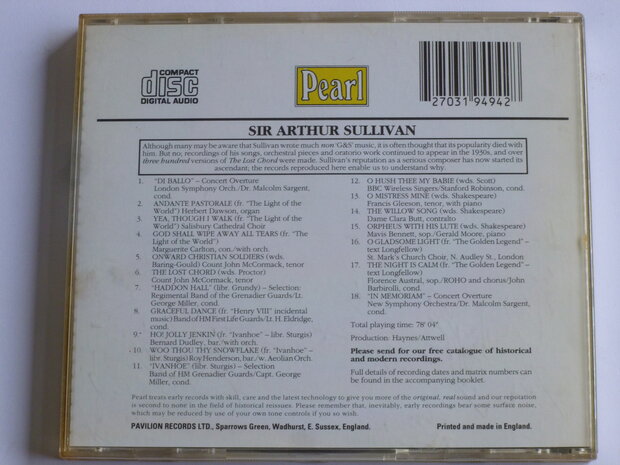 COMPACT
disc
DIGITAL AUDIO
Pearl
27031 94942
SIR ARTHUR SULLIVAN
Although many may be aware that Sullivan wrote much non 'G&S' music, it is often thought that its popularity died with
him. But no, recordings of his songs, orchestral pieces and oratorio work continued to appear in the 1930s, and over
three hundred versions of The Lost Chord were made. Sullivan's reputation as a serious composer has now started its
ascendant; the records reproduced here enable us to understand why.
1. "DI BALLO" – Concert Overture
London Symphony Orch./Dr. Malcolm Sargent,
cond.
2. ANDANTE PASTORALE (fr. "The Light of the
World") Herbert Dawson, organ
3. YEA, THOUGH I WALK (fr. "The Light of the
World") Salisbury Cathedral Choir
4. GOD SHALL WIPE AWAY ALL TEARS (fr. "The
Light of the World")
Marguerite Carlton, con./with orch.
5. ONWARD CHRISTIAN SOLDIERS (wds.
Baring-Gould) Count John McCormack, tenor
6. THE LOST CHORD (wds. Proctor)
Count John McCormack, tenor
7. "HADDON HALL" (libr. Grundy) – Selection:
Regimental Band of the Grenadier Guards/Lt.
George Miller, cond.
8. GRACEFUL DANCE (fr. "Henry VIII" incidental
music) Band of HM First Life Guards/Lt. H. Eldridge,
cond.
9. HO! JOLLY JENKIN (fr. "Ivanhoe" – libr. Sturgis)
Bernard Dudley, bar./with orch.
10. WOO THOU THY SNOWFLAKE (fr. "Ivanhoe" –
libr. Sturgis) Roy Henderson, bar./w. Aeolian Orch.
11. "IVANHOE" (libr. Sturgis) – Selection
Band of HM Grenadier Guards/Capt. George
Miller, cond.
12. O HUSH THEE MY BABIE (wds. Scott)
BBC Wireless Singers/Stanford Robinson, cond.
13. O MISTRESS MINE (wds. Shakespeare)
Francis Gleeson, tenor, with piano
14. THE WILLOW SONG (wds. Shakespeare)
Dame Clara Butt, contralto
15. ORPHEUS WITH HIS LUTE (wds. Shakespeare)
Mavis Bennett, sop./Gerald Moore, piano
16. O GLADSOME LIGHT (fr. "The Golden Legend" –
text Longfellow)
St. Mark's Church Choir, N. Audley St., London
17. THE NIGHT IS CALM (fr. "The Golden Legend" –
text Longfellow)
Florence Austral, sop./ROHO and chorus/John
Barbirolli, cond.
18. "IN MEMORIAM" – Concert Overture
New Symphony Orchestra/Dr. Malcolm Sargent,
cond.
Total playing time: 78' 04"
Production: Haynes/Attwell
Please send for our free catalogue of historical
and modern recordings.
Full details of recording dates and matrix numbers can
be found in the accompanying booklet.
Pearl treats early records with skill, care and the latest technology to give you more of the original, real sound and our reputation
is second to none in the field of historical reissues. Please remember that, inevitably, early recordings bear some surface noise,
which may be reduced by use of your own tone controls if you so wish.
PAVILION RECORDS LTD., Sparrows Green, Wadhurst, E. Sussex, England.
Printed and made in England.